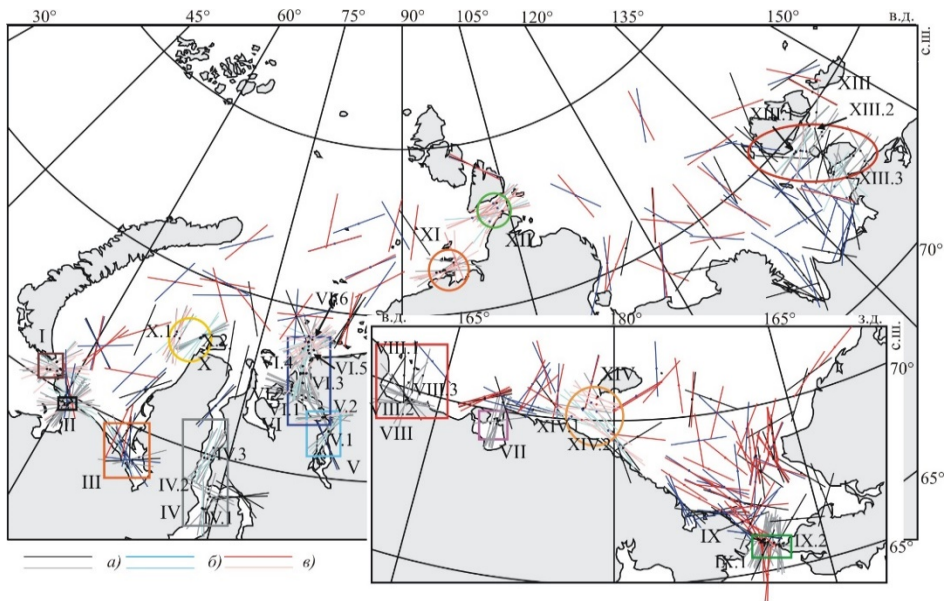 30° 45° 60° 75° 90° 105° 120° 135° 150° в.д.
с.ш.
XIII
XIII.1
XIII.2
XIII.3
XI
XII
70°
I
X.1
X
II
VI.4
VI.5
VI.3
VI.1
VI
V.2
V.1
V
III
IV.3
IV.2
IV
IV.1
65°
а) б) в)
в.д. 165° 180° 165° з.д.
с.ш.
VIII.1
VIII.3
VIII.2
VIII
VII
XIV
XIV.1
XIV.2
70°
IX
IX.1
IX.2
65°